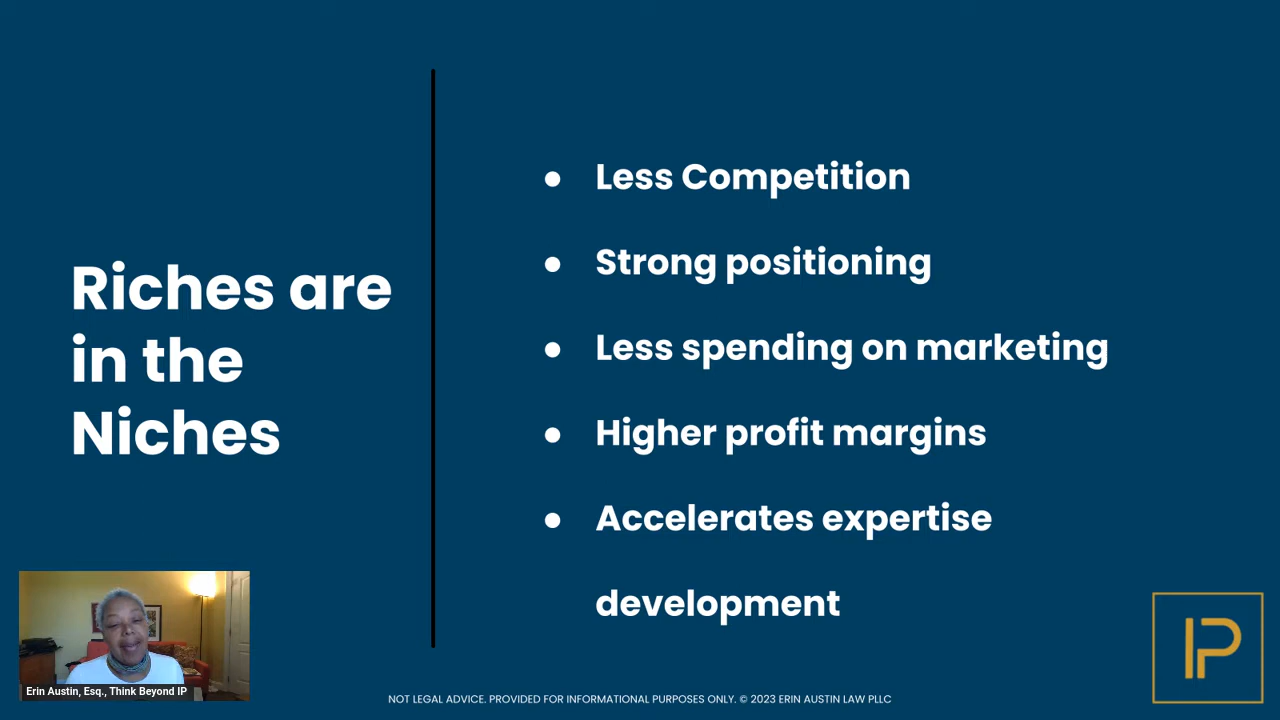 Riches are
in the
Niches
● Less Competition
● Strong positioning
● Less spending on marketing
● Higher profit margins
● Accelerates expertise
development
Erin Austin, Esq., Think Beyond IP
NOT LEGAL ADVICE. PROVIDED FOR INFORMATIONAL PURPOSES ONLY. © 2023 ERIN AUSTIN LAW PLLC
IP